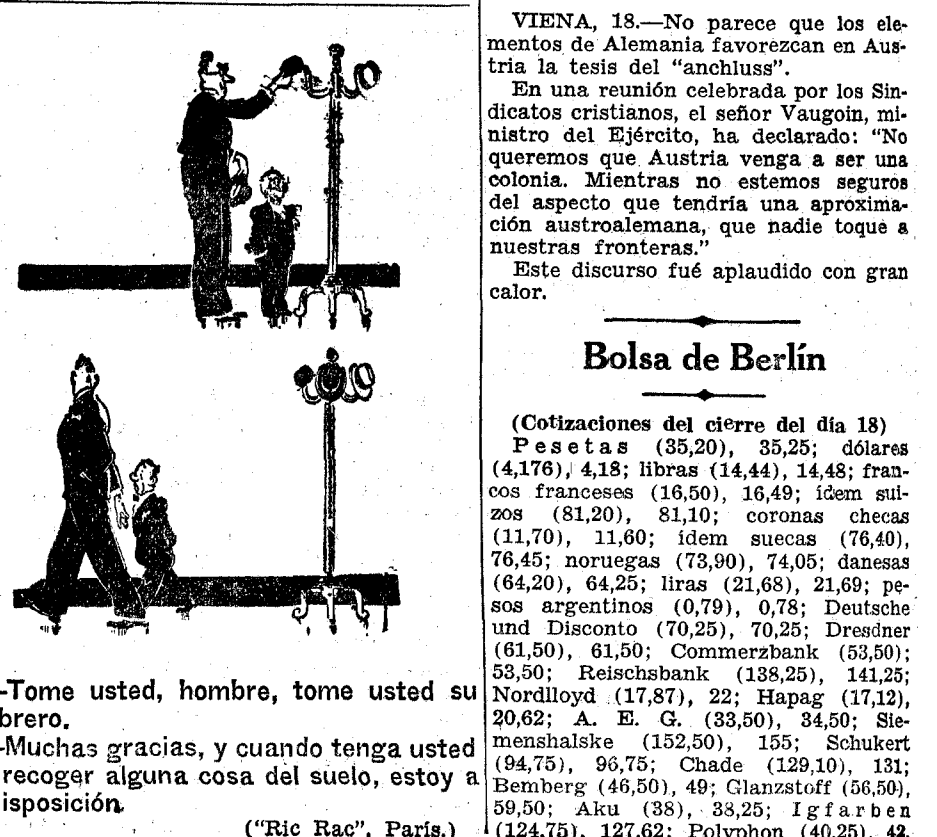 -Tome usted, hombre, tome usted su
brero.
-Muchas gracias, y cuando tenga usted
recoger alguna cosa del suelo, estoy a
isposición.
("Ric Rac". París.)
VIENA, 18.—No parece que los ele-
mentos de Alemania favorezcan en Aus-
tria la tesis del "anchluss".
En una reunión celebrada por los Sin-
dicatos cristianos, el señor Vaugoin, mi-
nistro del Ejército, ha declarado: "No
queremos que Austria venga a ser una
colonia. Mientras no estemos seguros
del aspecto que tendría una aproxima-
ción austroalemana, que nadie toque a
nuestras fronteras."
Este discurso fué aplaudido con gran
calor.
Bolsa de Berlín
(Cotizaciones del cierre del día 18)
Pesetas (35,20), 35,25; dólares
(4,176), 4,18; libras (14,44), 14,48; fran-
cos franceses (16,50), 16,49; ídem sui-
zos (81,20), 81,10; coronas checas
(11,70), 11,60; ídem suecas (76,40),
76,45; noruegas (73,90), 74,05; danesas
(64,20), 64,25; liras (21,68), 21,69; pe-
sos argentinos (0,79), 0,78; Deutsche
und Disconto (70,25), 70,25; Dresdner
(61,50), 61,50; Commerzbank (53,50);
53,50; Reischsbank (138,25), 141,25;
Nordlloyd (17,87), 22; Hapag (17,12),
20,62; A. E. G. (33,50), 34,50; Sie-
menshalske (152,50), 155; Schukert
(94,75), 96,75; Chade (129,10), 131;
Bemberg (46,50), 49; Glanzstoff (56,50),
59,50; Aku (38), 38,25; Igfarben
(124,75), 127,62; Polyphon (40,25), 42,